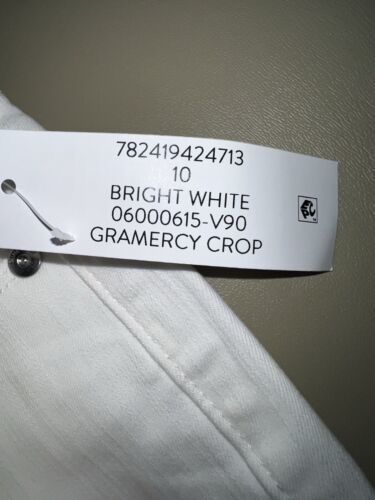 782419424713
10
BRIGHT WHITE
06000615-V90
GRAMERCY CROP